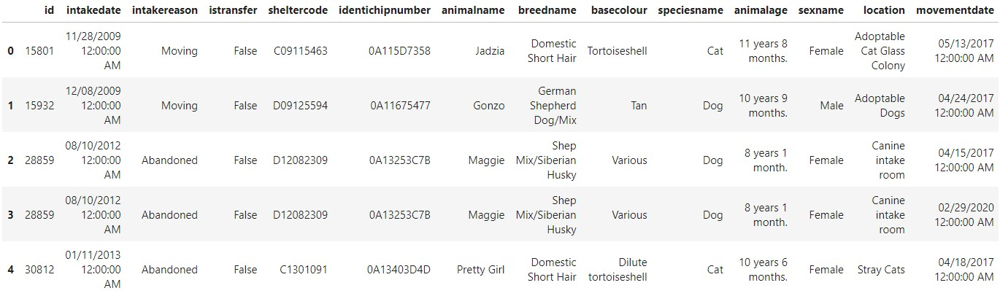 id intakedate intakereason istransfer sheltercode identichipnumber animalname breedname basecolour speciesname animalage sexname location movementdate
11/28/2009 Adoptable
0 15801 12:00:00 Moving False C09115463 0A115D7358 Jadzia Domestic Short Hair Tortoiseshell Cat 11 years 8 months. Female Cat Glass 05/13/2017 12:00:00 AM
AM Colony
12/08/2009 German
1 15932 12:00:00 Moving False D09125594 0A11675477 Gonzo Shepherd Tan Dog 10 years 9 months. Male Adoptable Dogs 04/24/2017 12:00:00 AM
AM Dog/Mix
08/10/2012 Shep Canine
2 28859 12:00:00 Abandoned False D12082309 0A13253C7B Maggie Mix/Siberian Various Dog 8 years 1 month. Female intake 04/15/2017 12:00:00 AM
AM Husky room
08/10/2012 Shep Canine
3 28859 12:00:00 Abandoned False D12082309 0A13253C7B Maggie Mix/Siberian Various Dog 8 years 1 month. Female intake 02/29/2020 12:00:00 AM
AM Husky room
01/11/2013
4 30812 12:00:00 Abandoned False C1301091 0A13403D4D Pretty Girl Domestic Short Hair Dilute tortoiseshell Cat 10 years 6 months. Female Stray Cats 04/18/2017 12:00:00 AM
AM